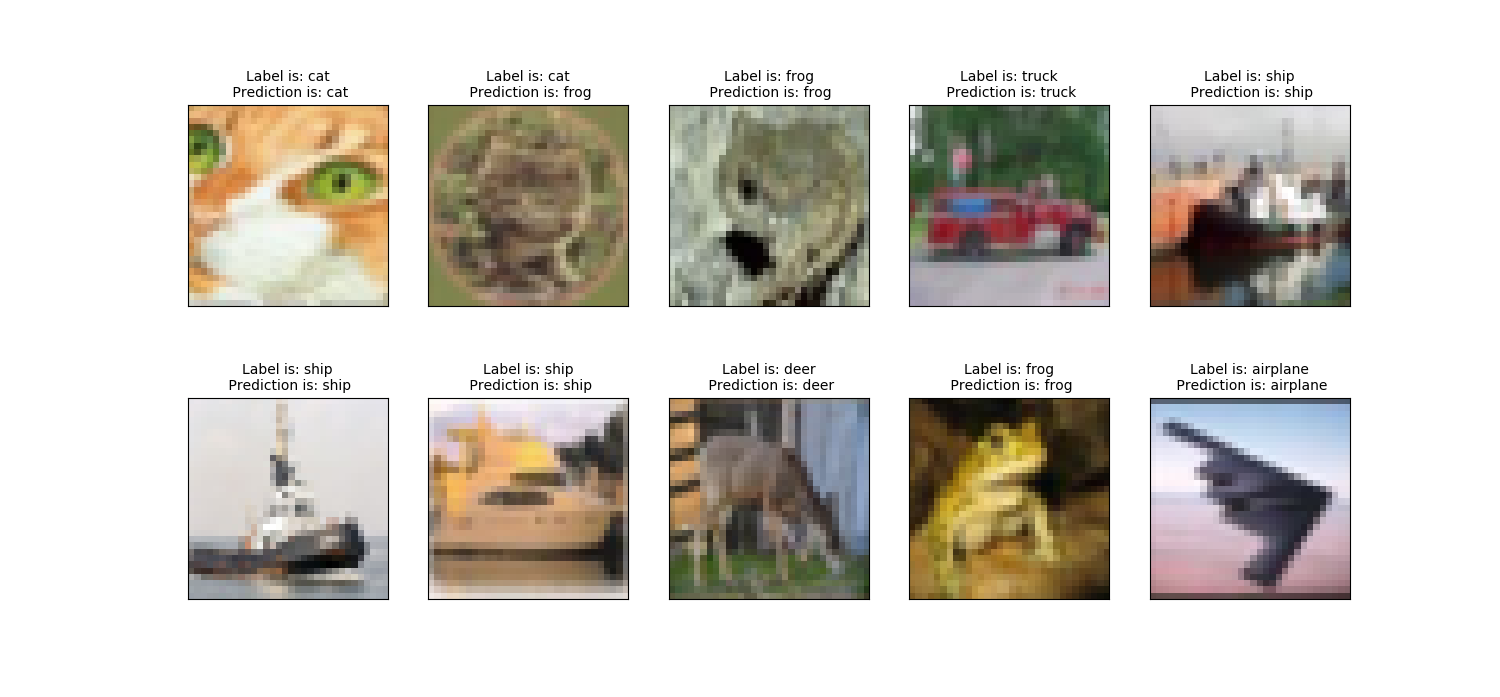 Label is: cat
Prediction is: cat
Label is: cat
Prediction is: frog
Label is: frog
Prediction is: frog
Label is: truck
Prediction is: truck
Label is: ship
Prediction is: ship
Label is: ship
Prediction is: ship
Label is: ship
Prediction is: ship
Label is: deer
Prediction is: deer
Label is: frog
Prediction is: frog
Label is: airplane
Prediction is: airplane